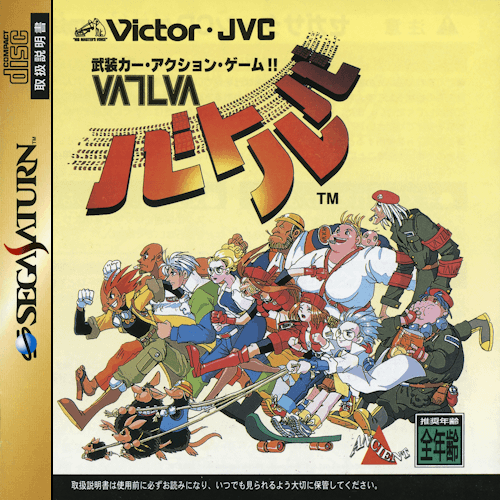 COMPACT
disc
取扱説明書
SEGA SATURN™
"HIS MASTER'S VOICE"
Victor・JVC
武装カー・アクション・ゲーム!!
VATLVA
バトルバ
TM
ANCIENT
推奨年齢
全年齢
取扱説明書は使用前に必ずお読みになり、いつでも見られるよう大切に保管してください。